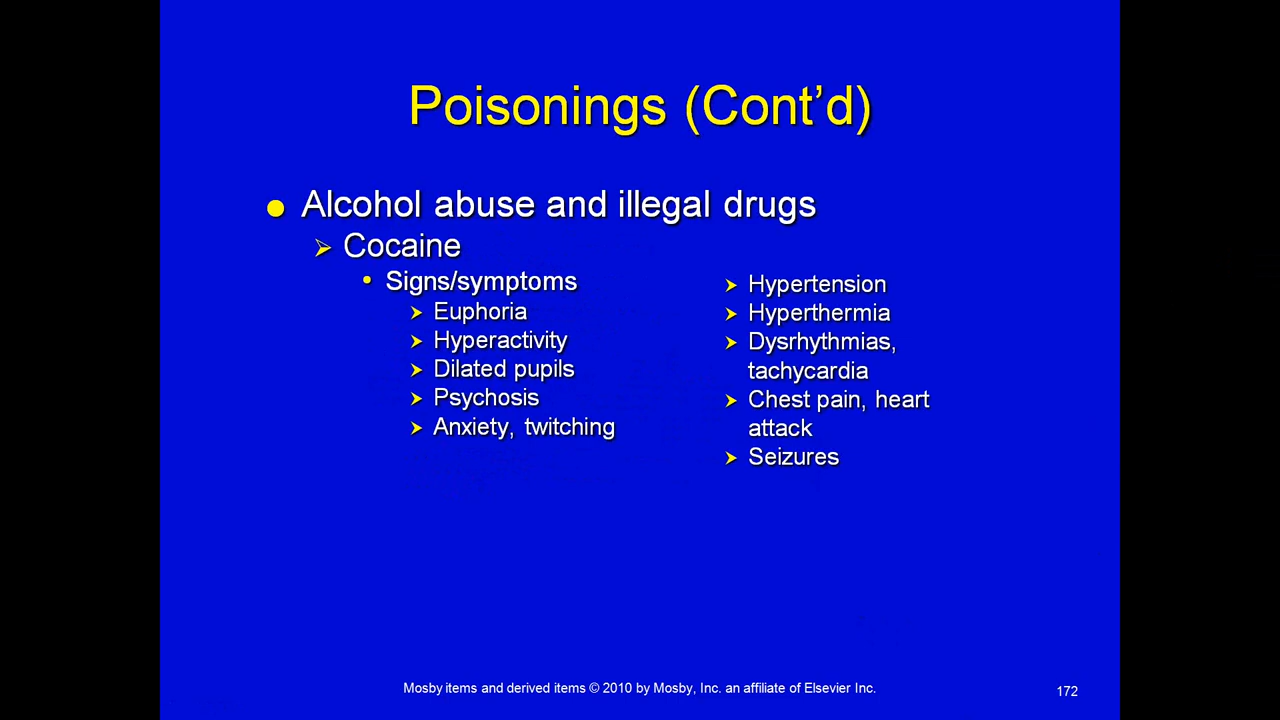 Poisonings (Cont’d)
Alcohol abuse and illegal drugs
Cocaine
Signs/symptoms
Euphoria
Hyperactivity
Dilated pupils
Psychosis
Anxiety, twitching
Hypertension
Hyperthermia
Dysrhythmias,
tachycardia
Chest pain, heart
attack
Seizures
Mosby items and derived items © 2010 by Mosby, Inc. an affiliate of Elsevier Inc.
172